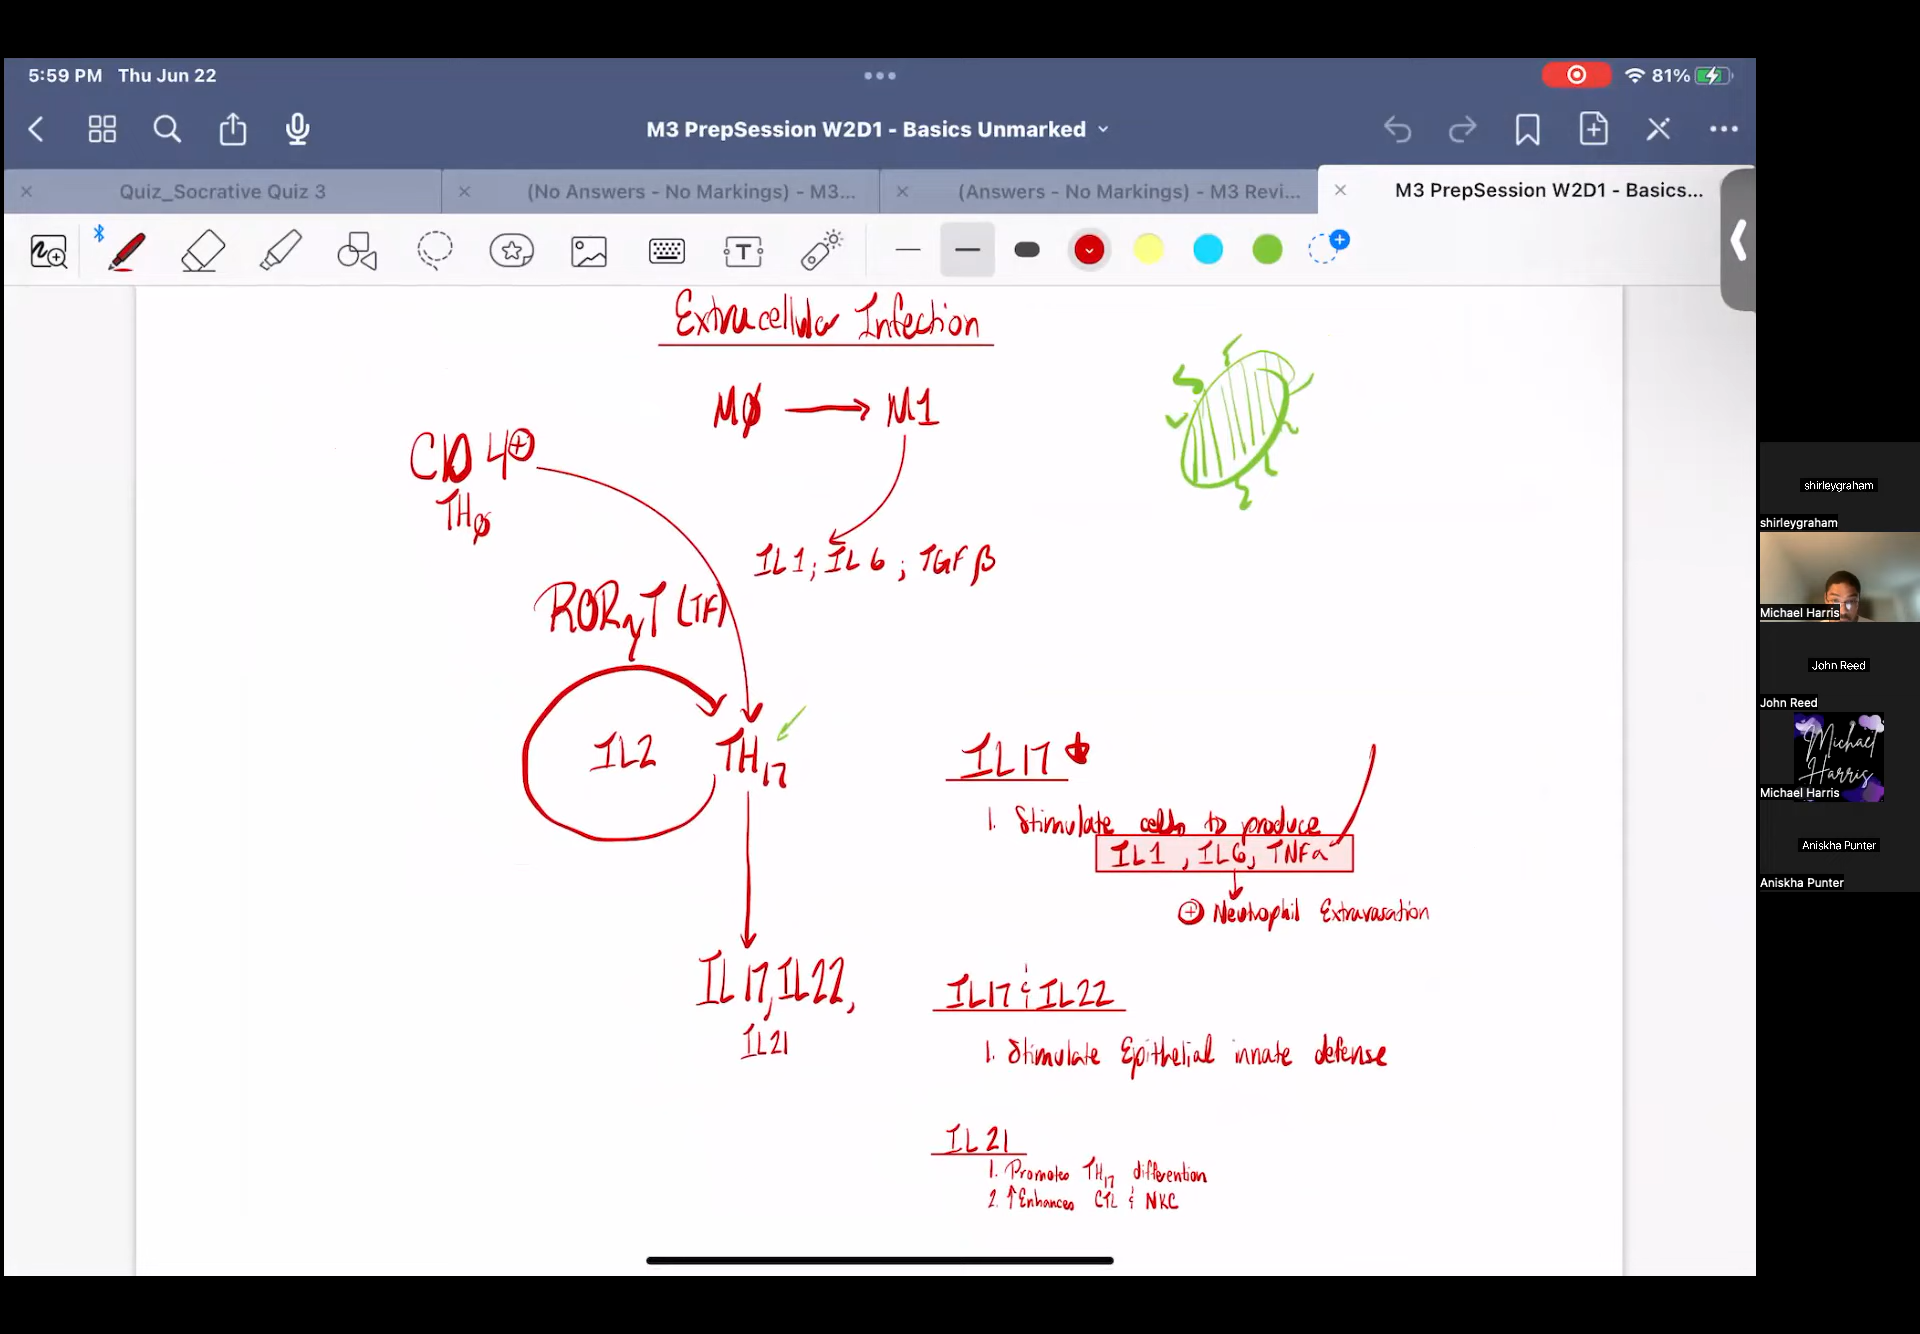 5:59 PM Thu Jun 22
81%
M3 PrepSession W2D1 - Basics Unmarked
Quiz_Socrative Quiz 3
(No Answers - No Markings) - M3...
(Answers - No Markings) - M3 Revi...
M3 PrepSession W2D1 - Basics...
T
Extracellular Infection
MØ → M1
CD4⊕
THØ
IL1; IL6; TGFβ
RORγT (TF)
IL2
TH17
IL17, IL22,
IL21
IL17
1. Stimulate cells to produce
IL1, IL6, TNFα
⊕ Neutrophil Extravasation
IL17 & IL22
1. Stimulate Epithelial innate defense
IL21
1. Promotes TH17 differention
2. ↑Enhances CTL & NKC
shirleygraham
shirleygraham
Michael Harris
John Reed
John Reed
Michael
Harris
Michael Harris
Aniskha Punter
Aniskha Punter